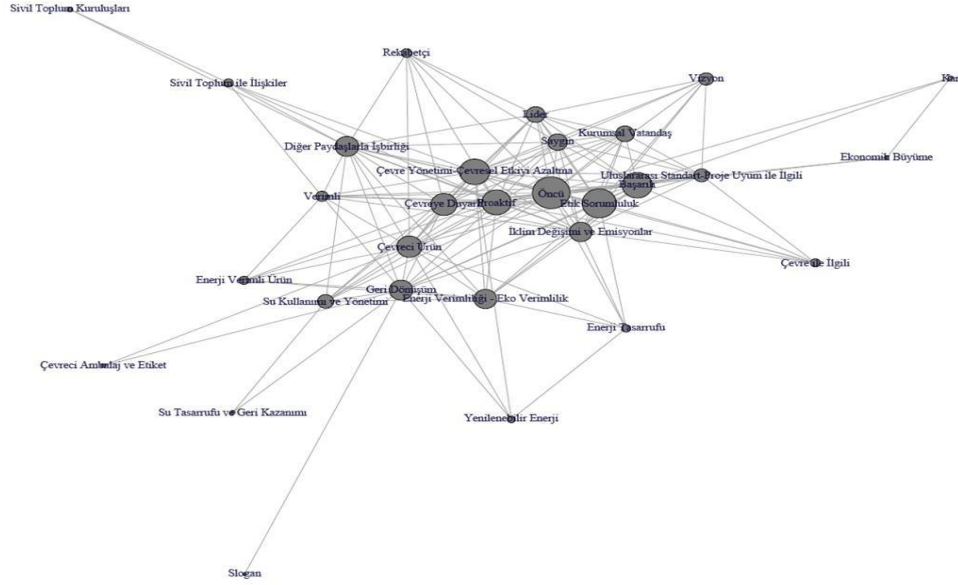 Sivil Toplum Kuruluşları
Rekabetçi
Vizyon
Kar
Sivil Toplum ile İlişkiler
Lider
Kurumsal Vatandaş
Saygın
Diğer Paydaşlarla İşbirliği
Ekonomik Büyüme
Çevre Yönetimi-Çevresel Etkiyi Azaltma
Uluslararası Standart-Proje Uyum ile İlgili
Başarılı
Verimli
Öncü
Çevreye Duyarlı
Proaktif
Etik Sorumluluk
İklim Değişimi ve Emisyonlar
Çevreci Ürün
Çevre ile İlgili
Enerji Verimli Ürün
Geri Dönüşüm
Su Kullanımı ve Yönetimi
Enerji Verimliliği - Eko Verimlilik
Enerji Tasarrufu
Çevreci Ambalaj ve Etiket
Su Tasarrufu ve Geri Kazanımı
Yenilenebilir Enerji
Slogan